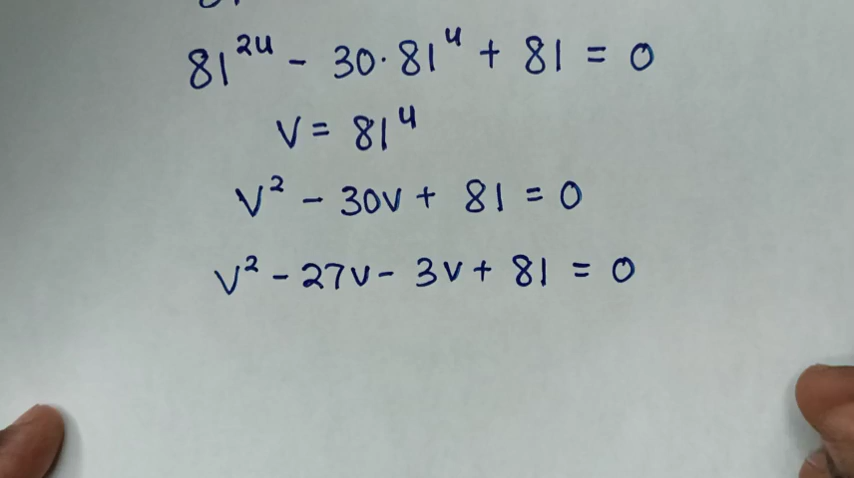 81^{2u} - 30·81^u + 81 = 0
V = 81^u
V² - 30V + 81 = 0
V² - 27V - 3V + 81 = 0